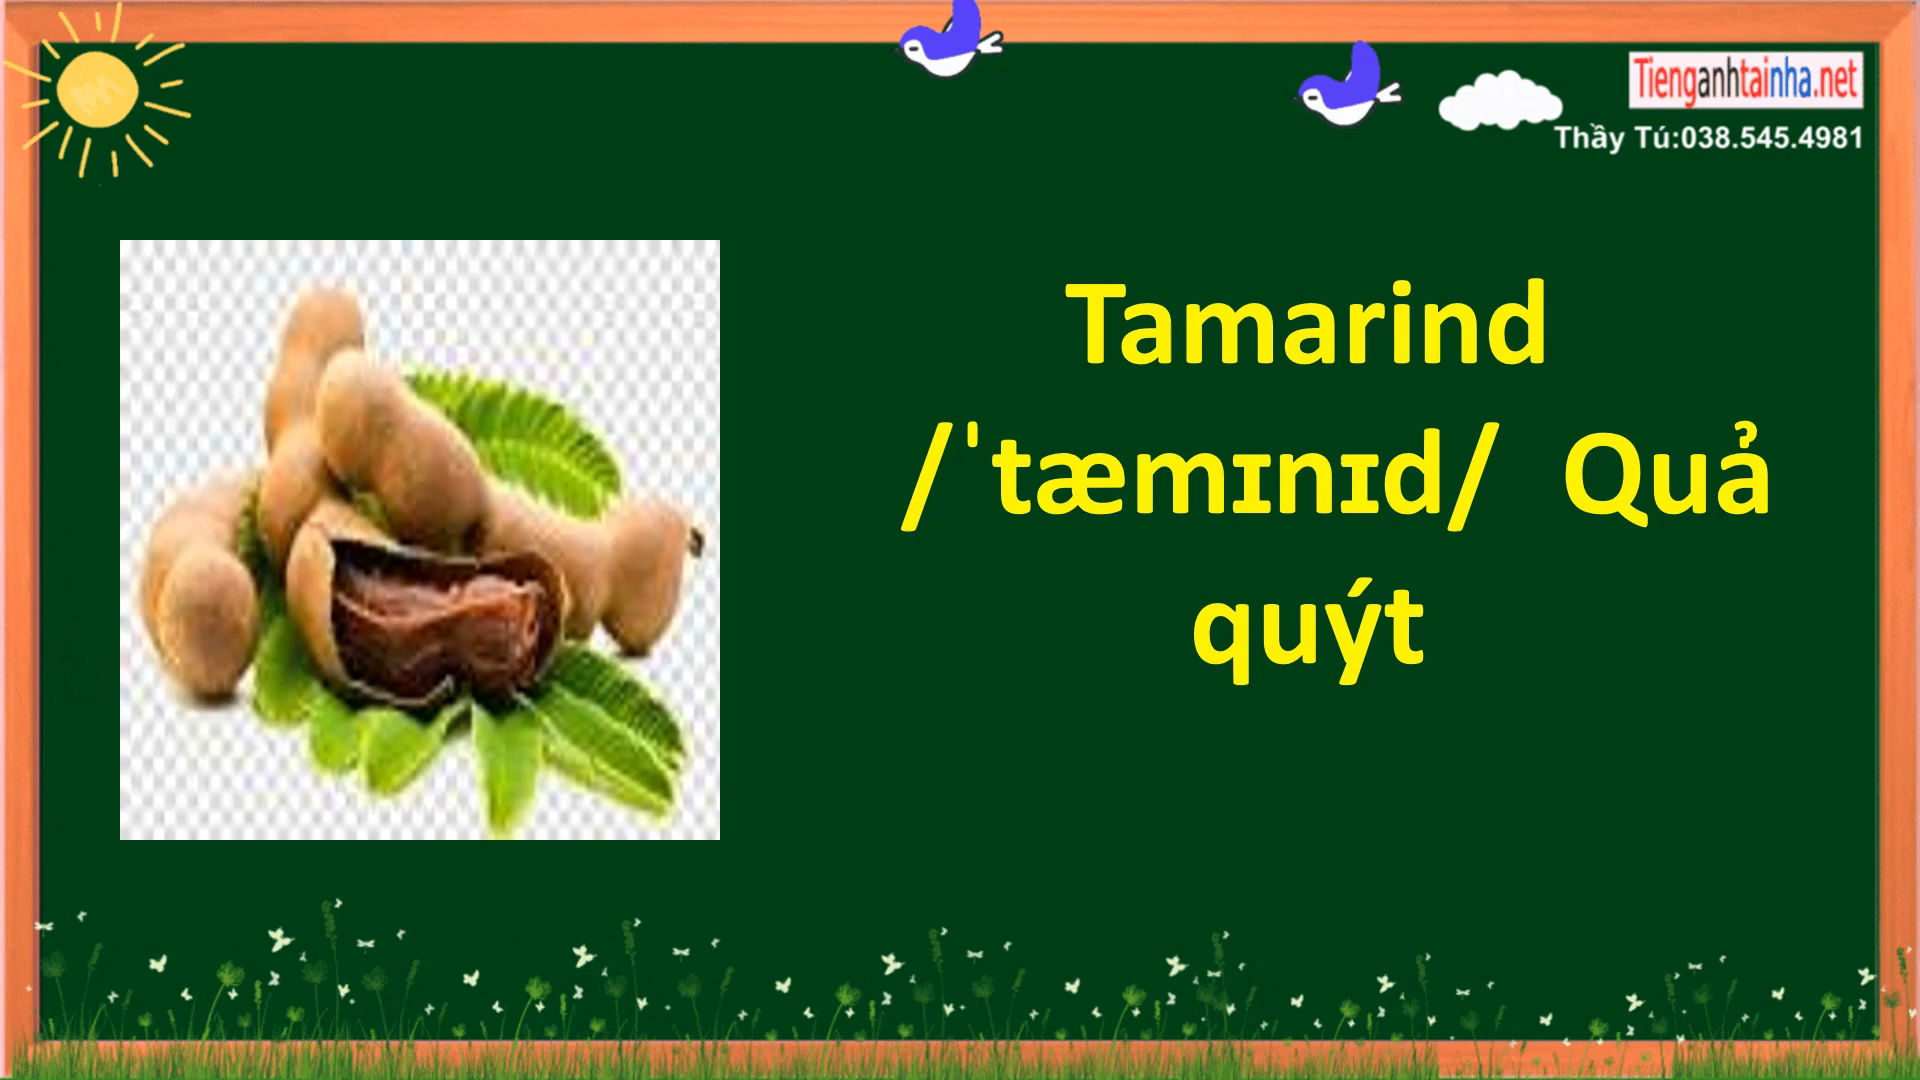 Tienganhtainha.net
Thầy Tú:038.545.4981
Tamarind
/ˈtæmɪnɪd/ Quả
quýt